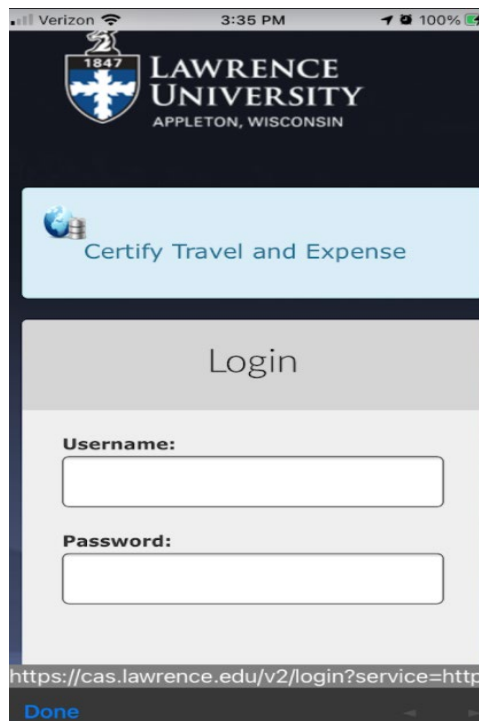 Verizon 3:35 PM 100%
1847
LAWRENCE
UNIVERSITY
APPLETON, WISCONSIN
Certify Travel and Expense
Login
Username:
Password:
https://cas.lawrence.edu/v2/login?service=http
Done